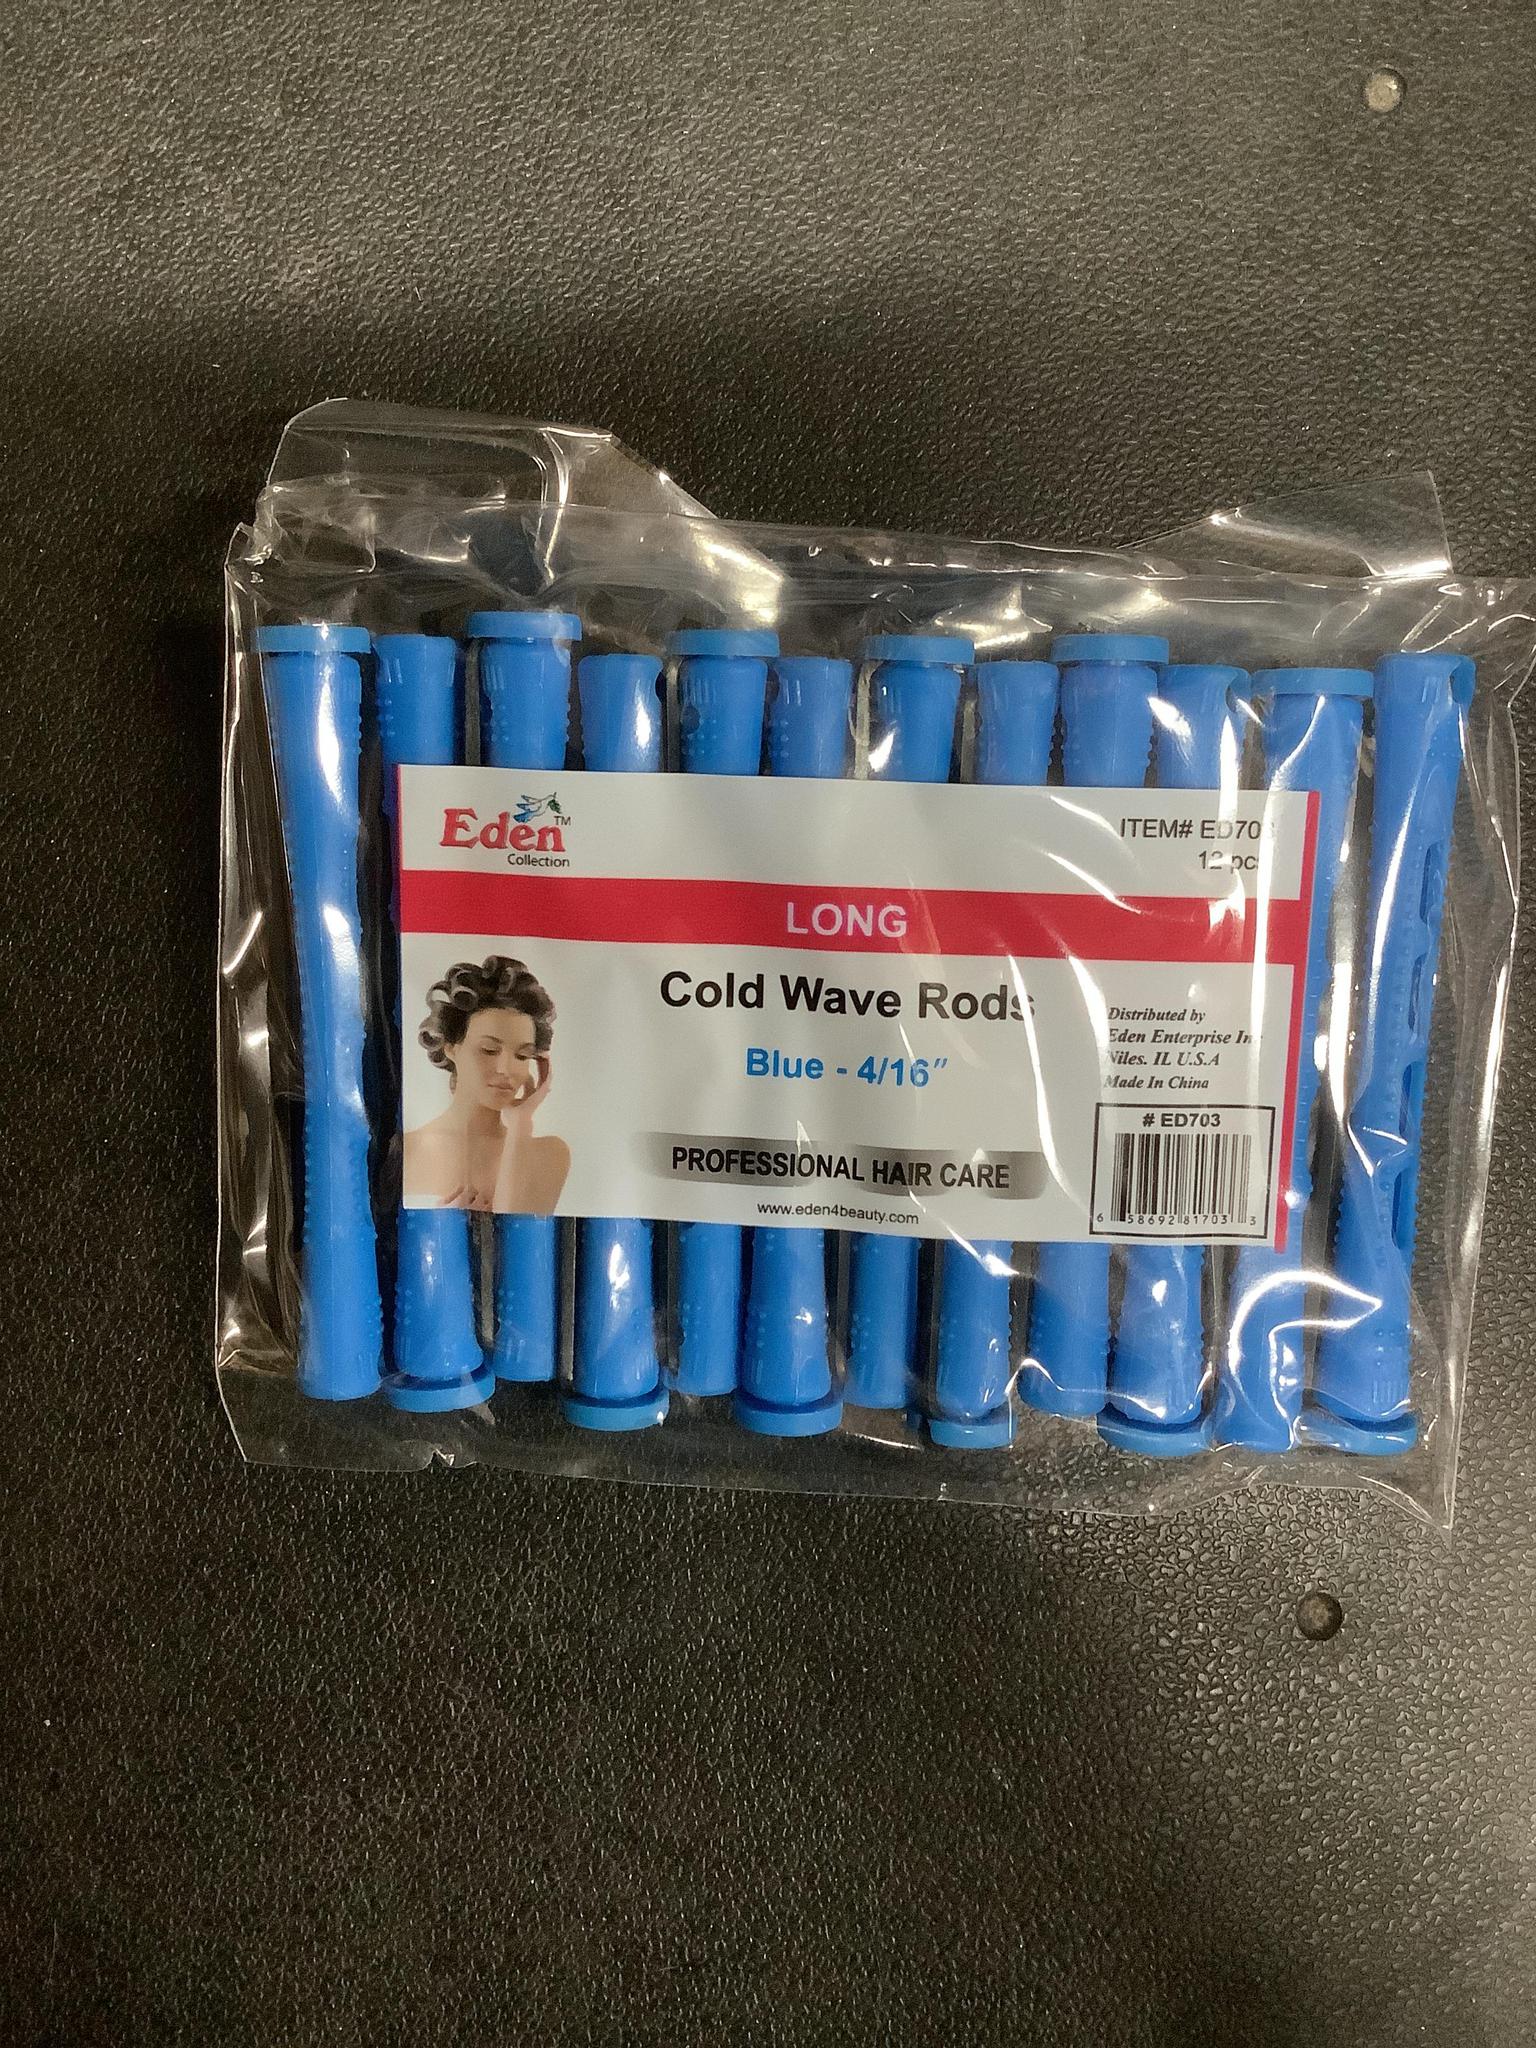 Eden TM
Collection
ITEM# ED703
12 pcs
LONG
Cold Wave Rods
Blue - 4/16"
PROFESSIONAL HAIR CARE
www.eden4beauty.com
Distributed by
Eden Enterprise Inc
Niles. IL U.S.A
Made In China
# ED703
6 58692 81703 3